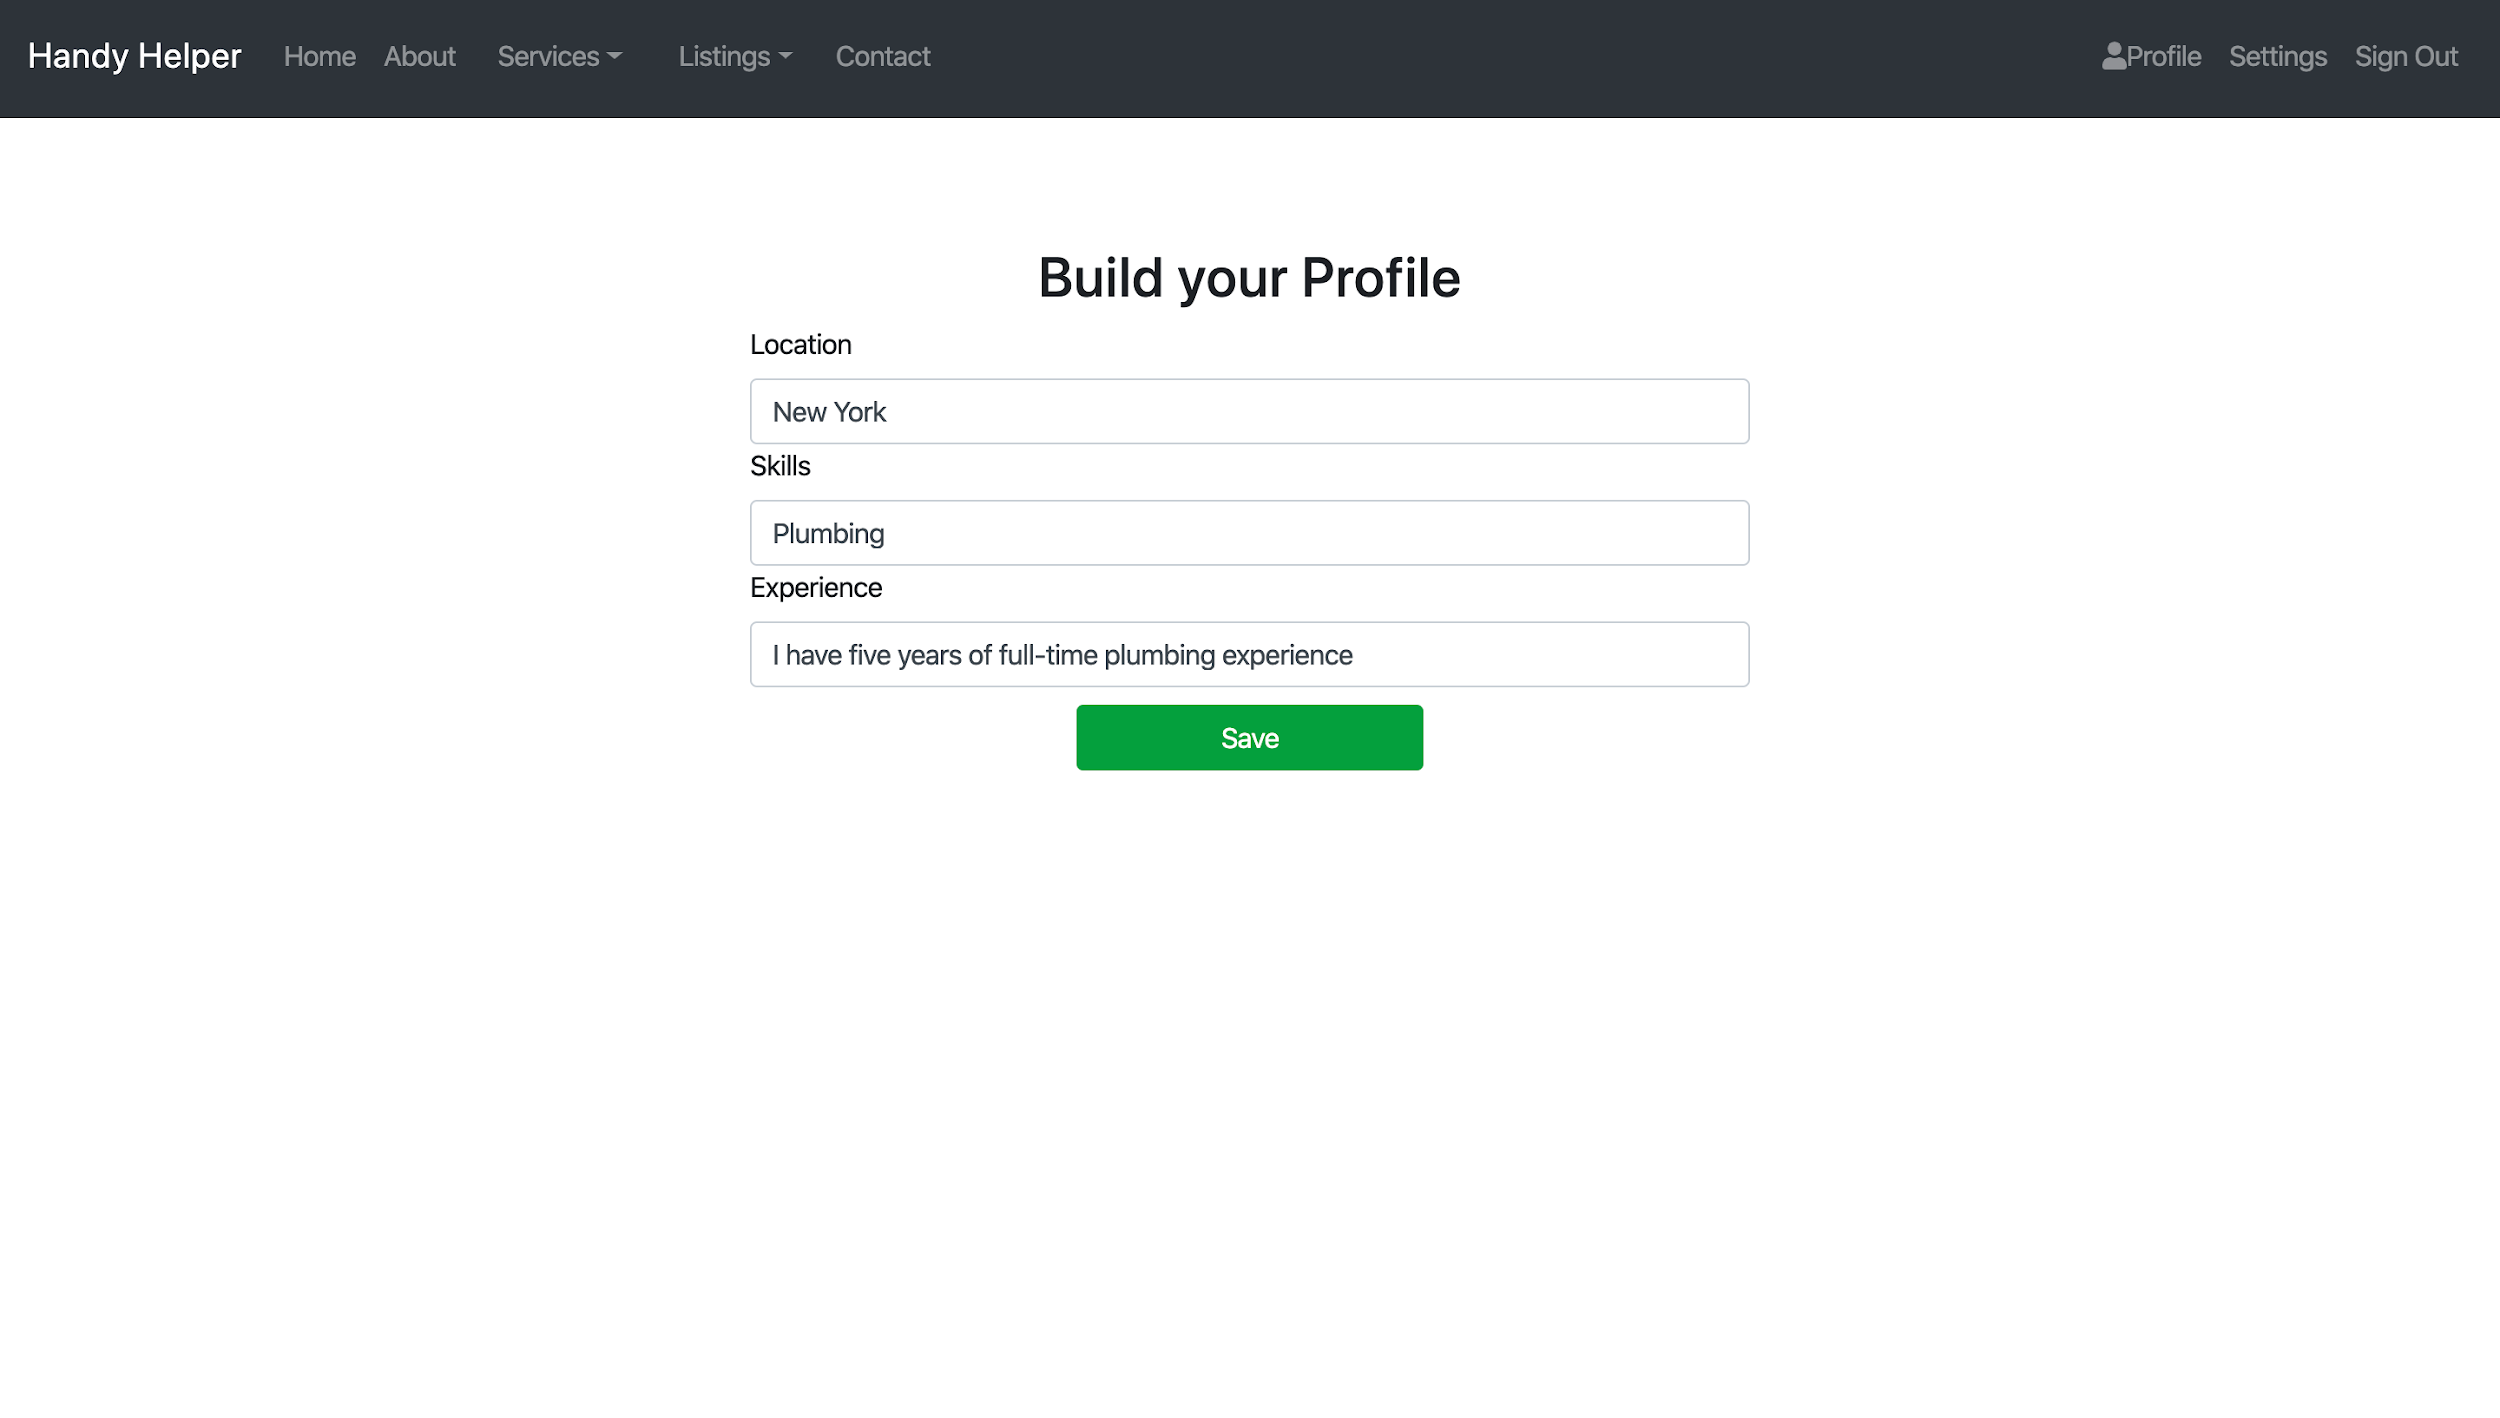 Handy Helper Home About Services Listings Contact Profile Settings Sign Out
Build your Profile
Location
New York
Skills
Plumbing
Experience
I have five years of full-time plumbing experience
Save